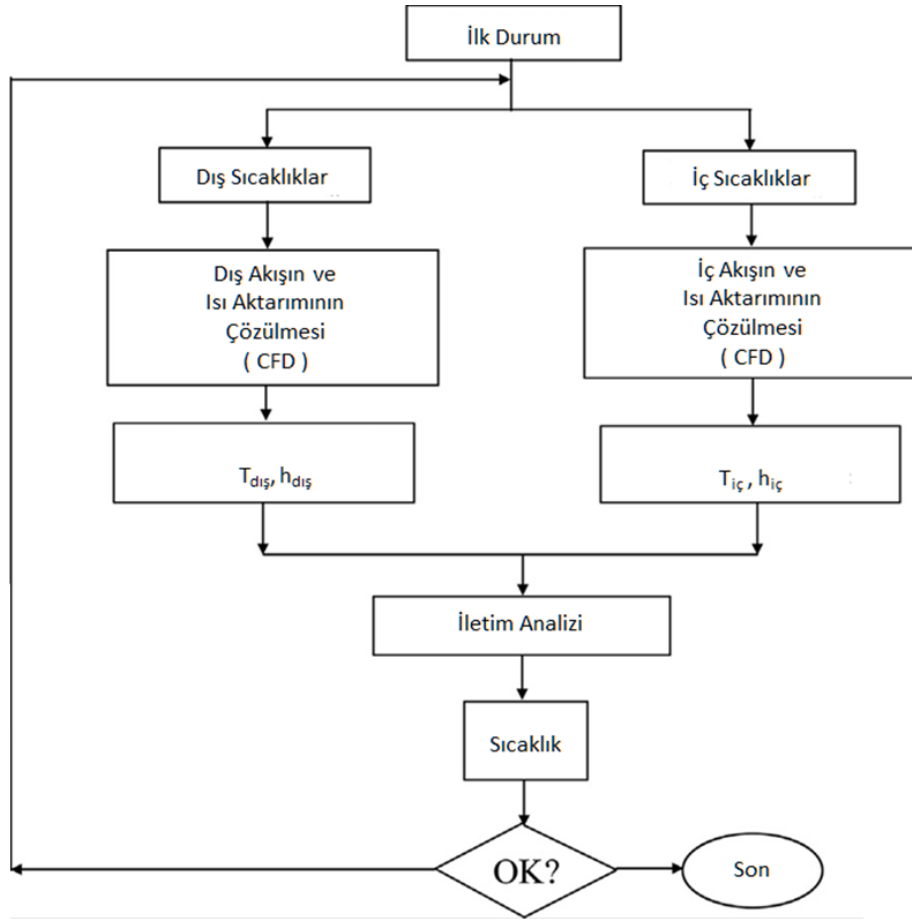 İlk Durum
Dış Sıcaklıklar
İç Sıcaklıklar
Dış Akışın ve
Isı Aktarımının
Çözülmesi
( CFD )
İç Akışın ve
Isı Aktarımının
Çözülmesi
( CFD )
Tdış, hdış
Tiç , hiç
İletim Analizi
Sıcaklık
OK?
Son